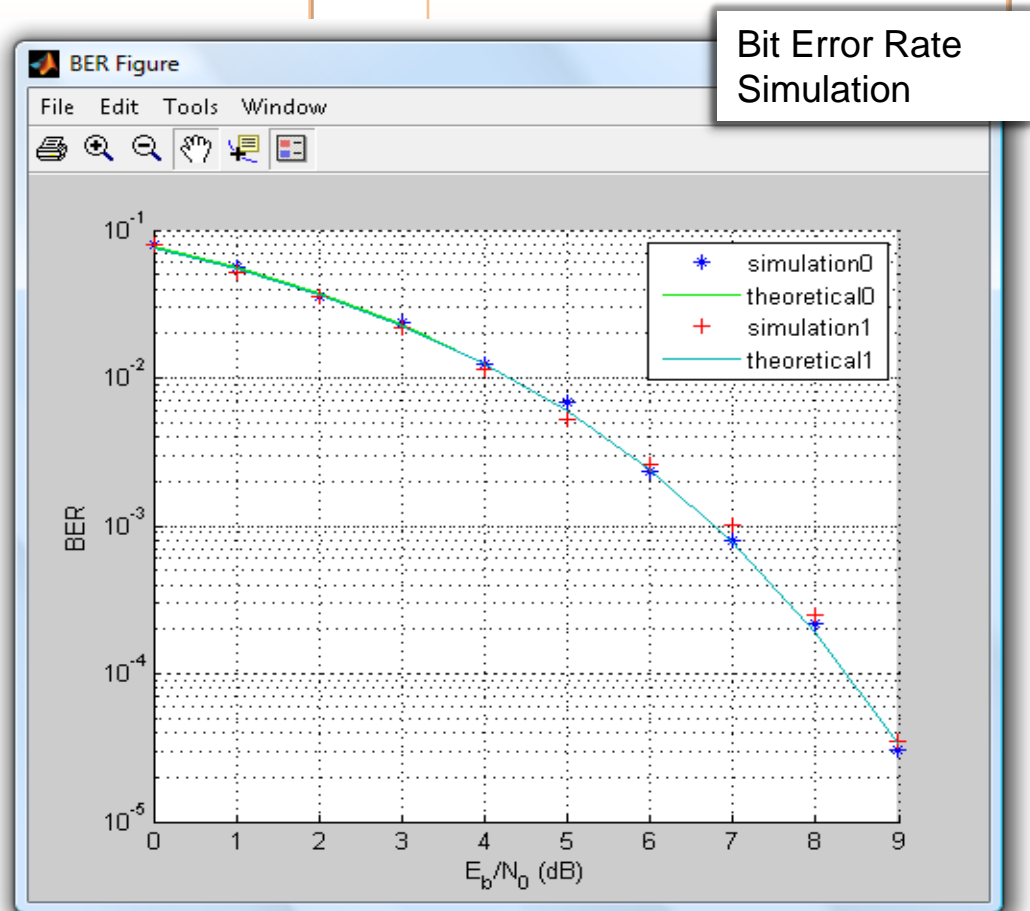 Bit Error Rate
Simulation
BER Figure
File Edit Tools Window
simulation0
theoretical0
simulation1
theoretical1
BER
10^-1
10^-2
10^-3
10^-4
10^-5
0 1 2 3 4 5 6 7 8 9
E_b/N_0 (dB)